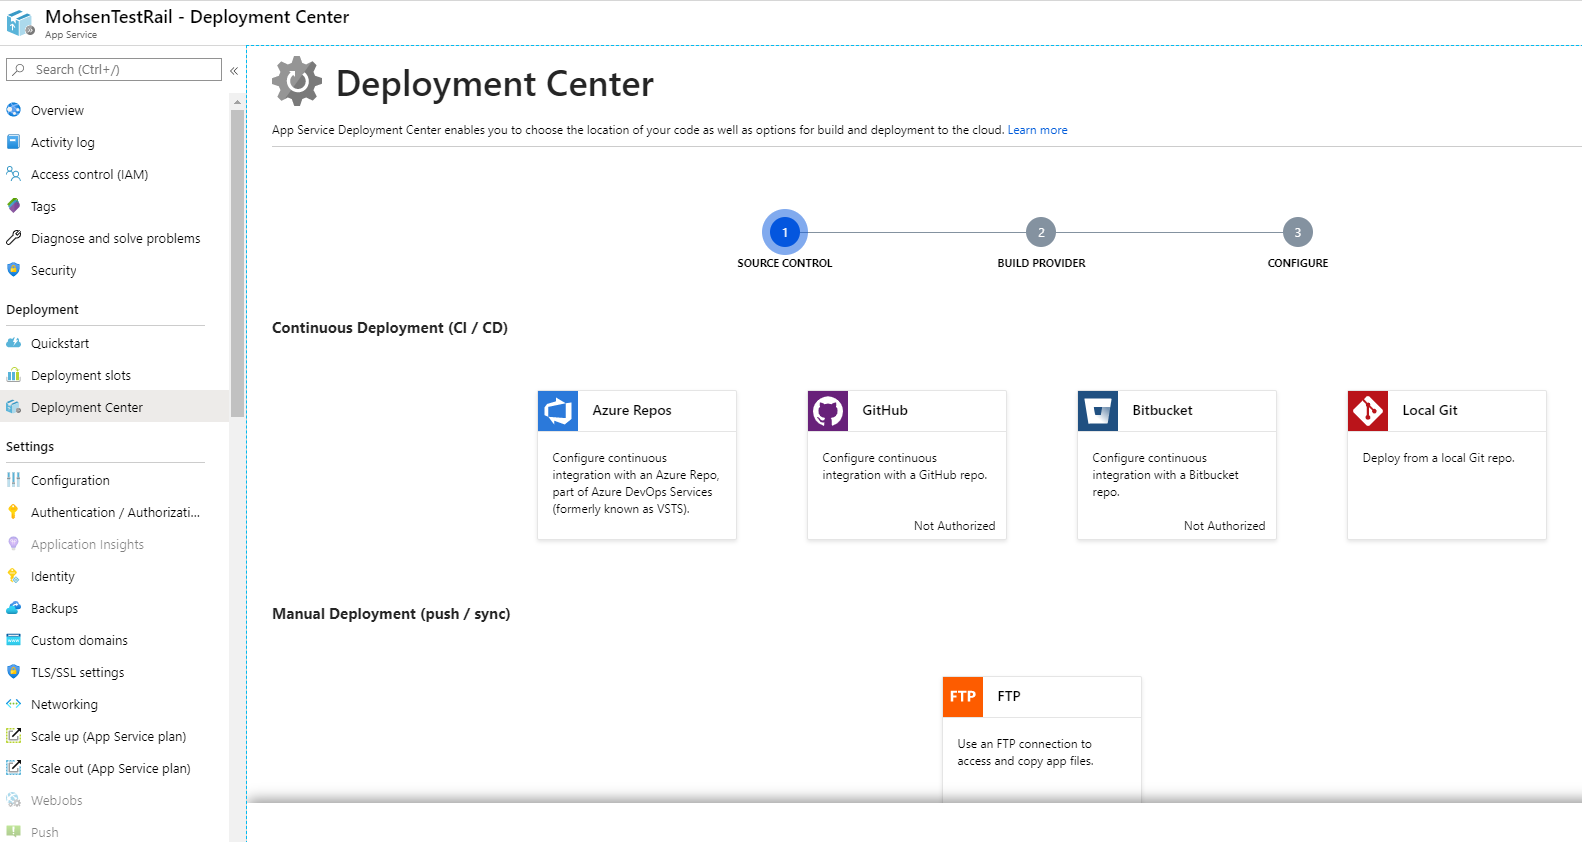 MohsenTestRail - Deployment Center
App Service
Search (Ctrl+/)
«
Overview
Activity log
Access control (IAM)
Tags
Diagnose and solve problems
Security
Deployment
Quickstart
Deployment slots
Deployment Center
Settings
Configuration
Authentication / Authorizati...
Application Insights
Identity
Backups
Custom domains
TLS/SSL settings
Networking
Scale up (App Service plan)
Scale out (App Service plan)
WebJobs
Push
Deployment Center
App Service Deployment Center enables you to choose the location of your code as well as options for build and deployment to the cloud. Learn more
1
SOURCE CONTROL
2
BUILD PROVIDER
3
CONFIGURE
Continuous Deployment (CI / CD)
Azure Repos
Configure continuous
integration with an Azure Repo,
part of Azure DevOps Services
(formerly known as VSTS).
GitHub
Configure continuous
integration with a GitHub repo.
Not Authorized
Bitbucket
Configure continuous
integration with a Bitbucket
repo.
Not Authorized
Local Git
Deploy from a local Git repo.
Manual Deployment (push / sync)
FTP FTP
Use an FTP connection to
access and copy app files.